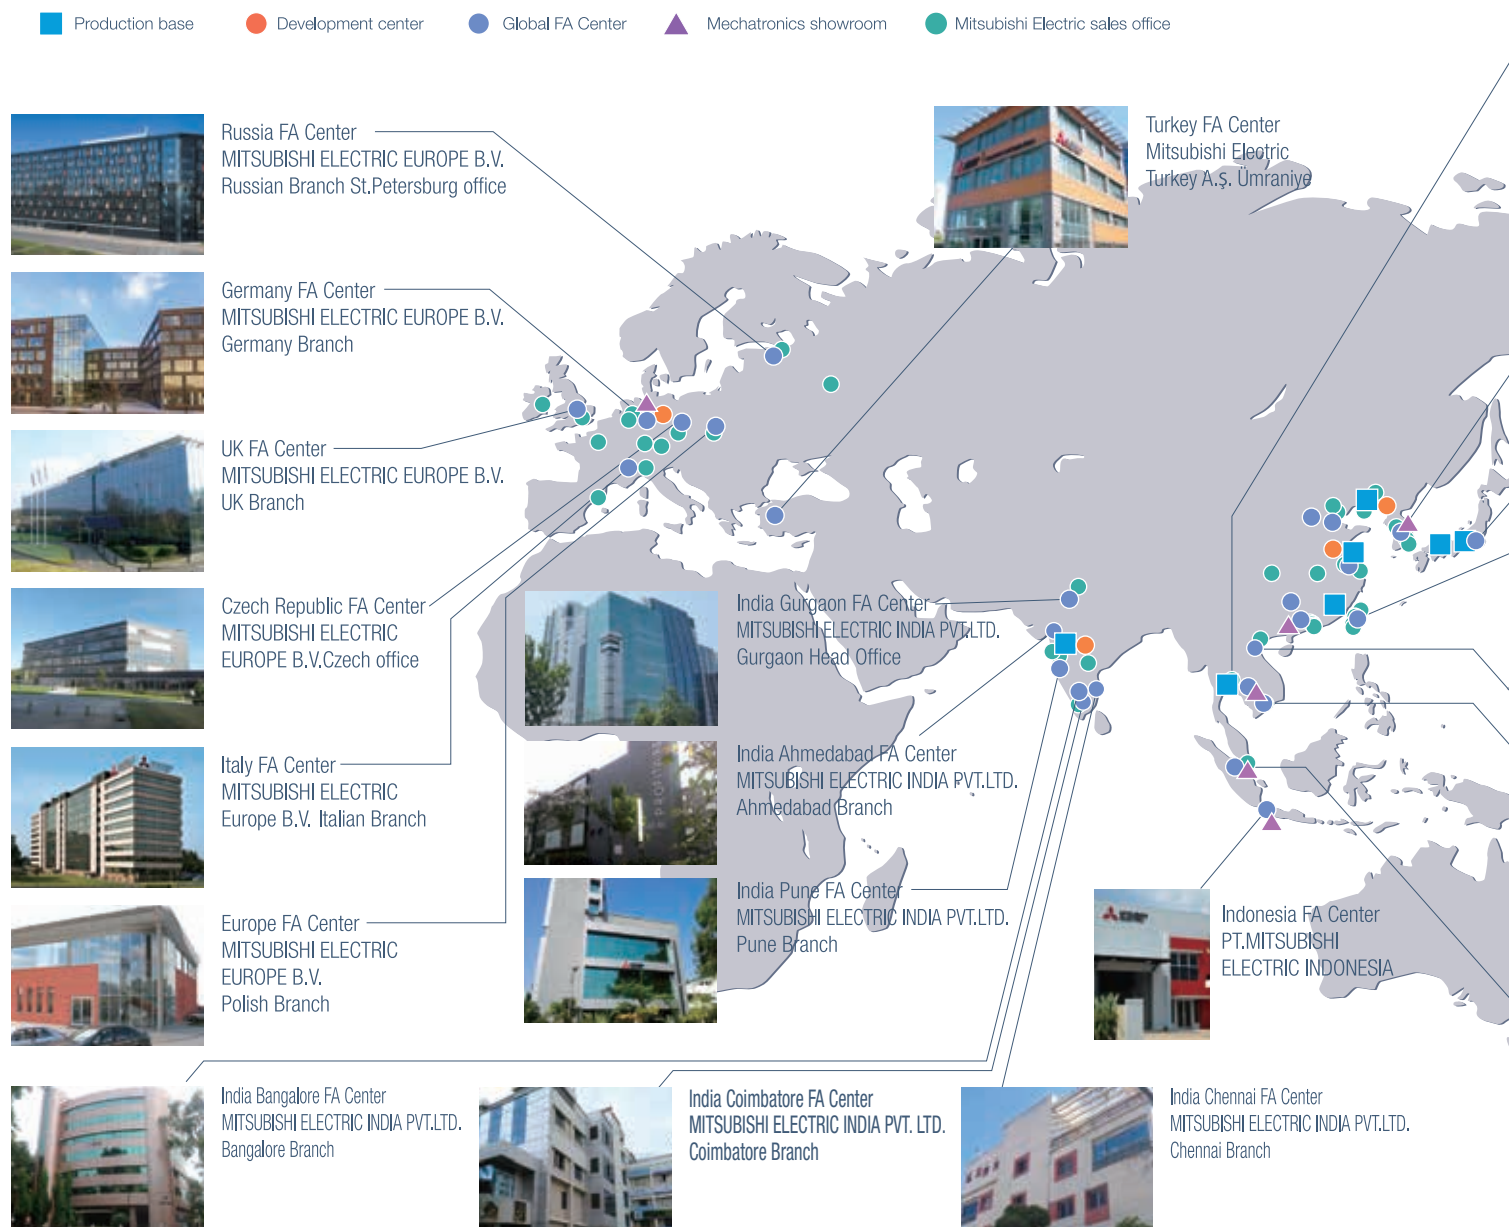 Production base
Development center
Global FA Center
Mechatronics showroom
Mitsubishi Electric sales office
Russia FA Center
MITSUBISHI ELECTRIC EUROPE B.V.
Russian Branch St.Petersburg office
Turkey FA Center
Mitsubishi Electric
Turkey A.Ş. Ümraniye
Germany FA Center
MITSUBISHI ELECTRIC EUROPE B.V.
Germany Branch
UK FA Center
MITSUBISHI ELECTRIC EUROPE B.V.
UK Branch
Czech Republic FA Center
MITSUBISHI ELECTRIC
EUROPE B.V.Czech office
India Gurgaon FA Center
MITSUBISHI ELECTRIC INDIA PVT.LTD.
Gurgaon Head Office
Italy FA Center
MITSUBISHI ELECTRIC
Europe B.V. Italian Branch
India Ahmedabad FA Center
MITSUBISHI ELECTRIC INDIA PVT.LTD.
Ahmedabad Branch
Europe FA Center
MITSUBISHI ELECTRIC
EUROPE B.V.
Polish Branch
India Pune FA Center
MITSUBISHI ELECTRIC INDIA PVT.LTD.
Pune Branch
Indonesia FA Center
PT.MITSUBISHI
ELECTRIC INDONESIA
India Bangalore FA Center
MITSUBISHI ELECTRIC INDIA PVT.LTD.
Bangalore Branch
India Coimbatore FA Center
MITSUBISHI ELECTRIC INDIA PVT. LTD.
Coimbatore Branch
India Chennai FA Center
MITSUBISHI ELECTRIC INDIA PVT.LTD.
Chennai Branch